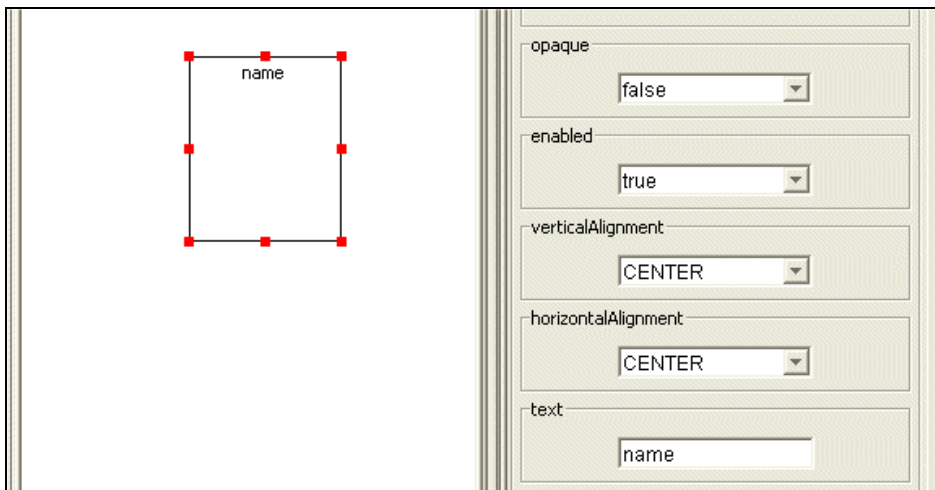 name
opaque
false
enabled
true
verticalAlignment
CENTER
horizontalAlignment
CENTER
text
name